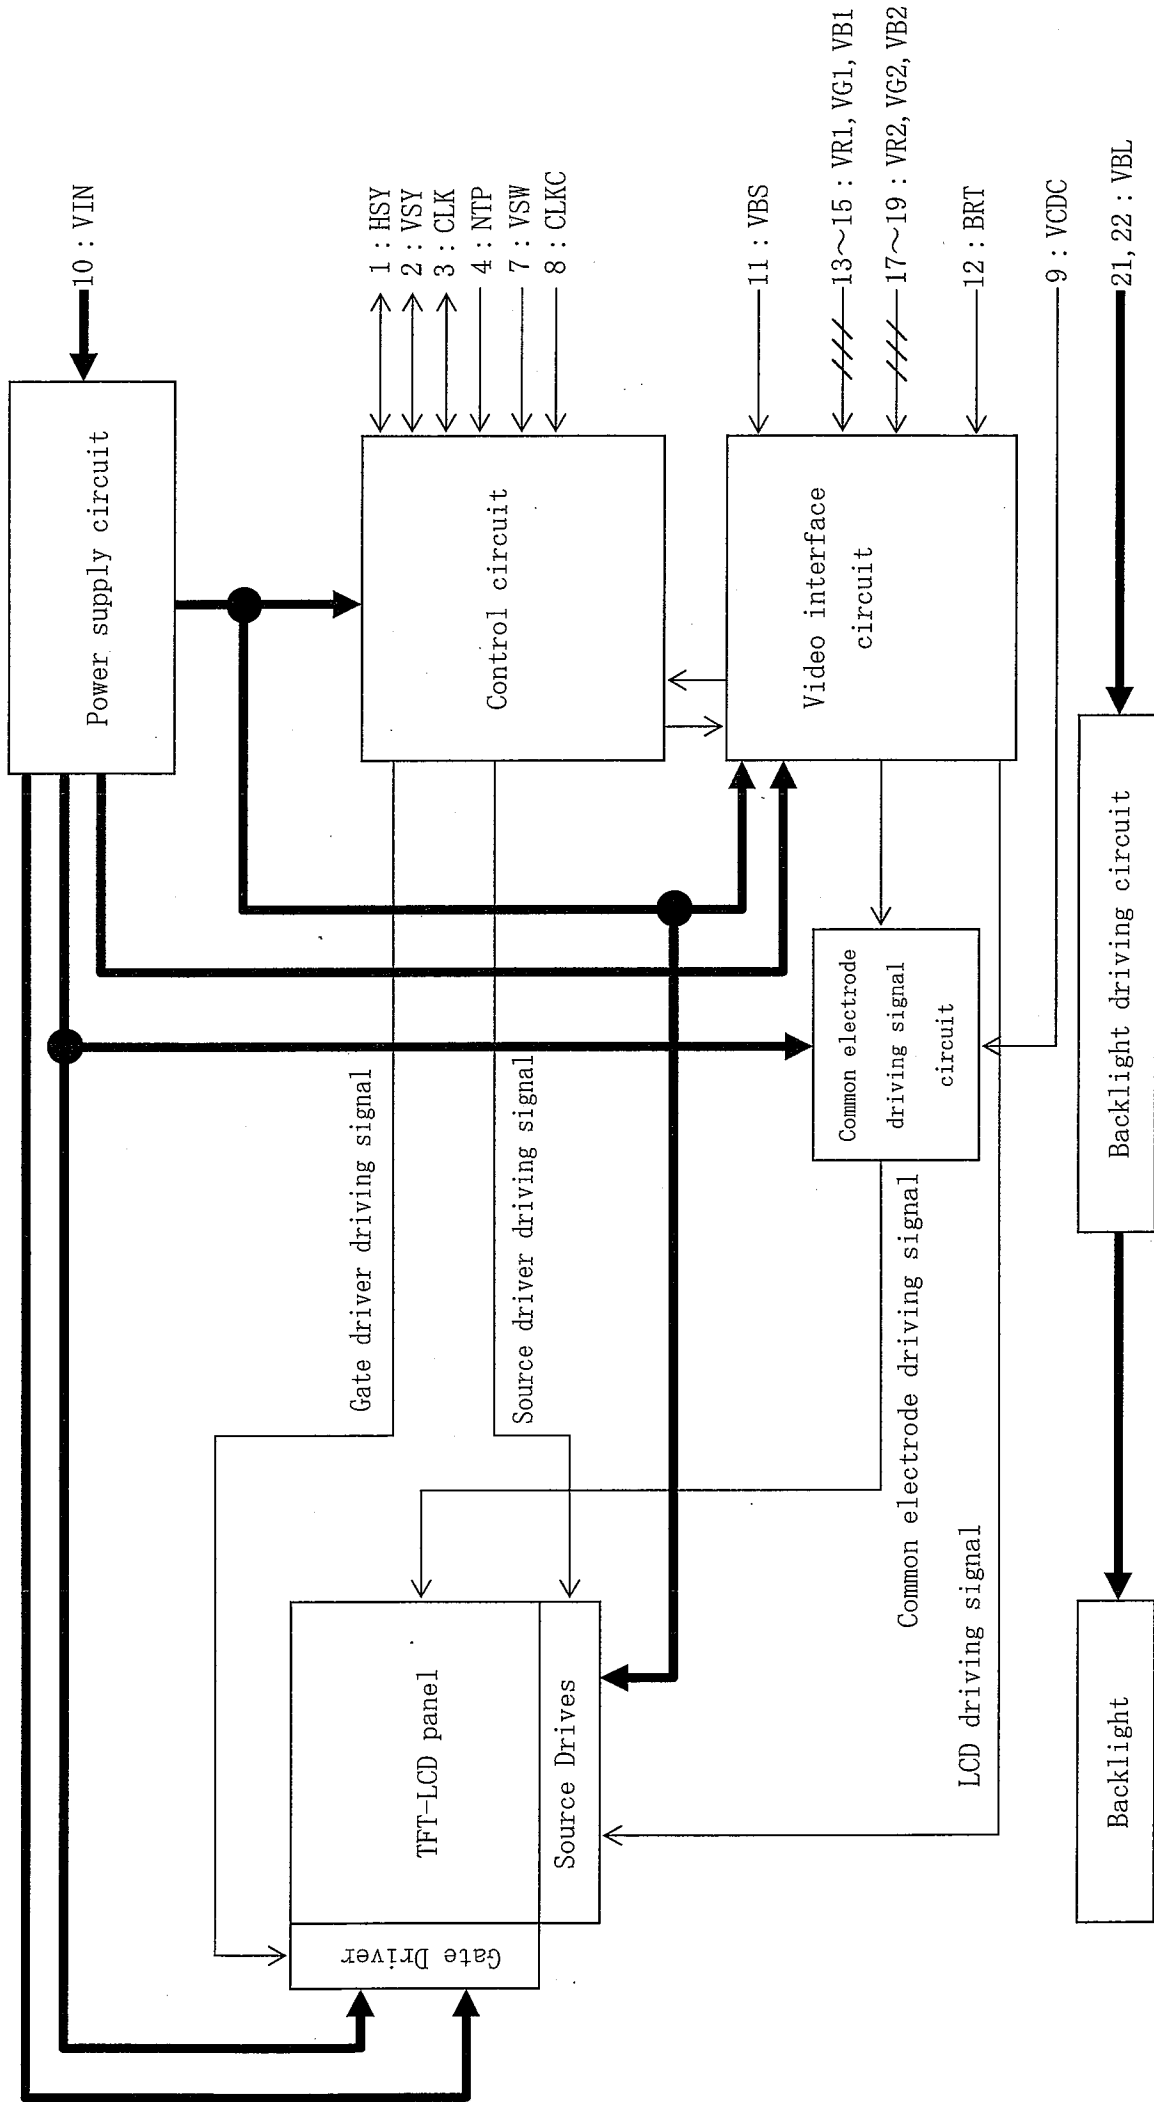 10:VIN
Power supply circuit
1:HSY
2:VSY
3:CLK
4:NTP
7:VSW
8:CLKC
Control circuit
11:VBS
13～15:VR1, VG1, VB1
17～19:VR2, VG2, VB2
12:BRT
9:VCDC
21, 22:VBL
Video interface
circuit
Gate driver driving signal
Source driver driving signal
Common electrode
driving signal
circuit
Common electrode driving signal
LCD driving signal
Backlight driving circuit
TFT-LCD panel
Source Drives
Gate Driver
Backlight